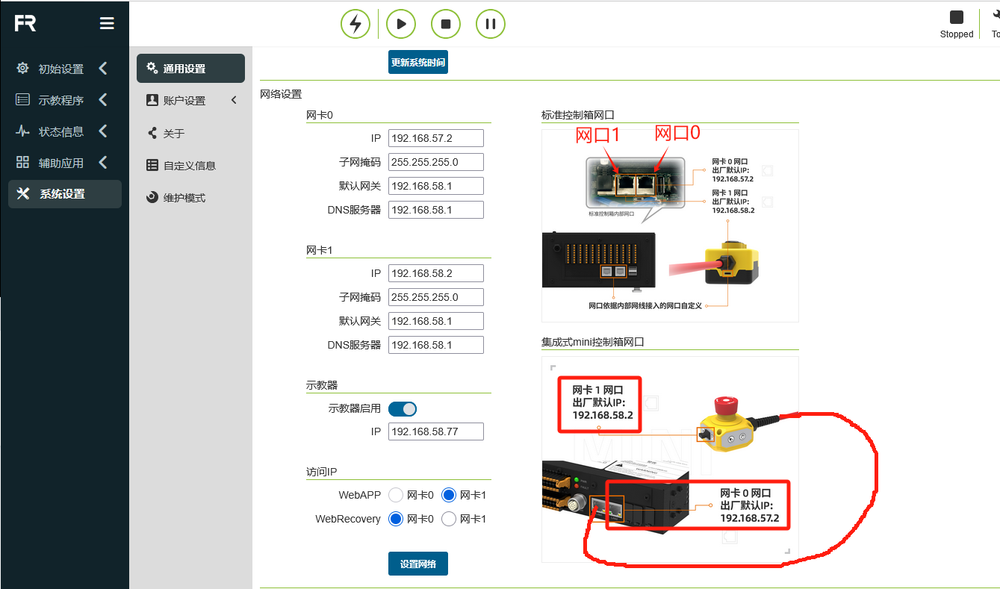 FR
Stopped
To
初始设置
示教程序
状态信息
辅助应用
系统设置
通用设置
账户设置
关于
自定义信息
维护模式
更新系统时间
网络设置
网卡0
IP 192.168.57.2
子网掩码 255.255.255.0
默认网关 192.168.58.1
DNS服务器 192.168.58.1
网卡1
IP 192.168.58.2
子网掩码 255.255.255.0
默认网关 192.168.58.1
DNS服务器 192.168.58.1
示教器
示教器启用
IP 192.168.58.77
访问IP
WebAPP 网卡0 网卡1
WebRecovery 网卡0 网卡1
设置网络
标准控制箱网口
网口1 网口0
网卡 0 网口
出厂默认IP:
192.168.57.2
网卡 1 网口
出厂默认IP:
192.168.58.2
标准控制箱内部网口
网口依据内部网线接入的网口自定义
集成式mini控制箱网口
网卡 1 网口
出厂默认IP:
192.168.58.2
MINI
WARNING
网卡 0 网口
出厂默认IP:
192.168.57.2